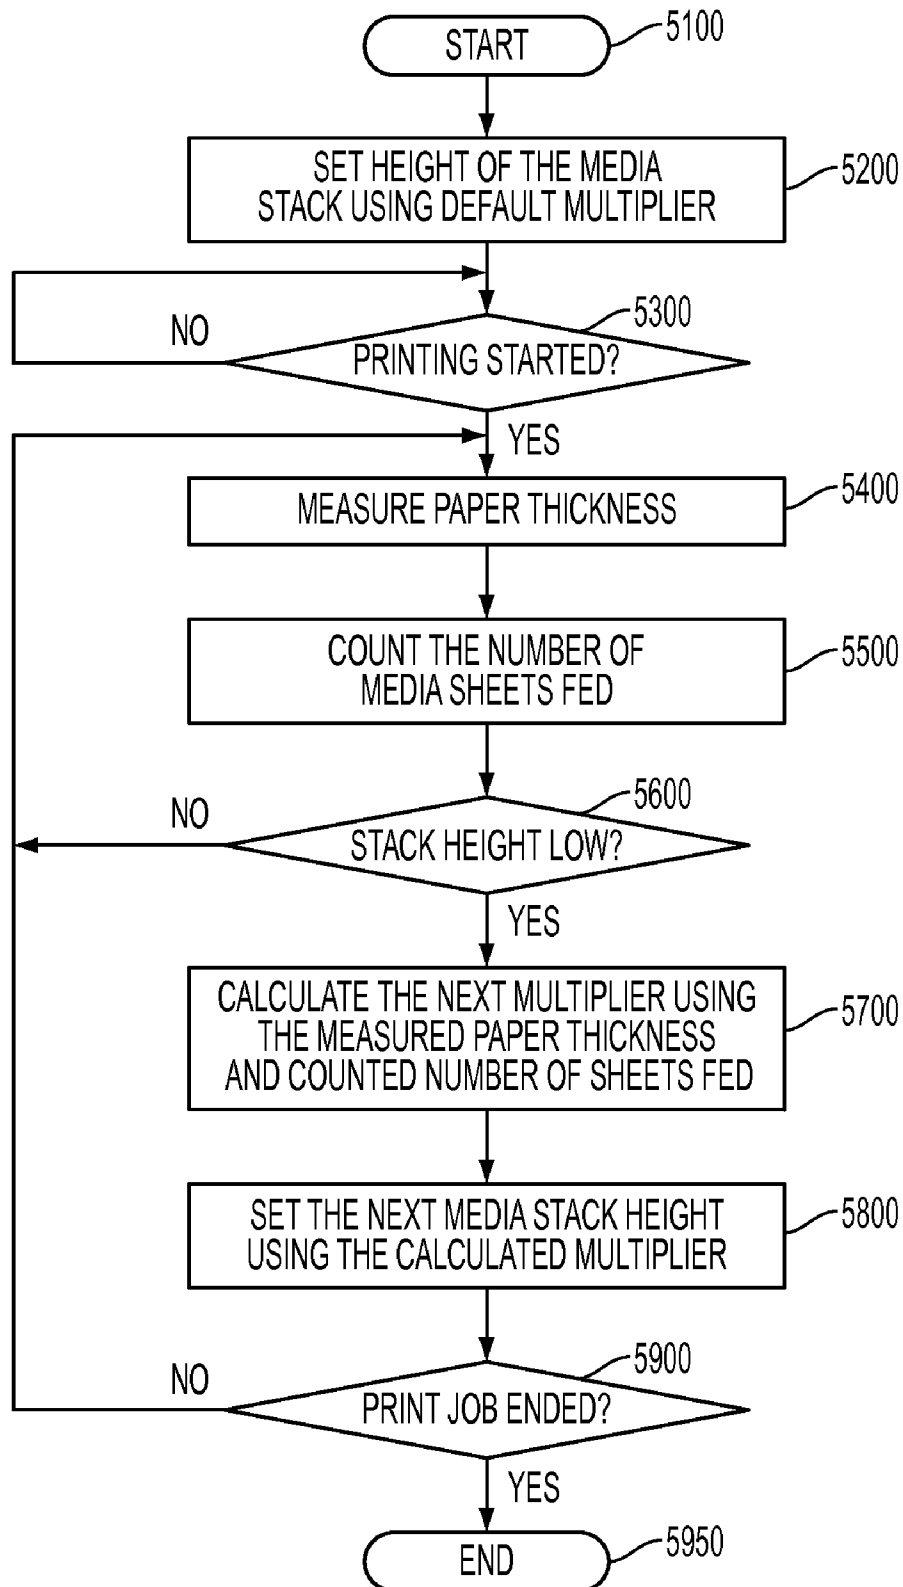 START
5100
SET HEIGHT OF THE MEDIA
STACK USING DEFAULT MULTIPLIER
5200
NO
PRINTING STARTED?
5300
YES
MEASURE PAPER THICKNESS
5400
COUNT THE NUMBER OF
MEDIA SHEETS FED
5500
NO
STACK HEIGHT LOW?
5600
YES
CALCULATE THE NEXT MULTIPLIER USING
THE MEASURED PAPER THICKNESS
AND COUNTED NUMBER OF SHEETS FED
5700
SET THE NEXT MEDIA STACK HEIGHT
USING THE CALCULATED MULTIPLIER
5800
NO
PRINT JOB ENDED?
5900
YES
END
5950